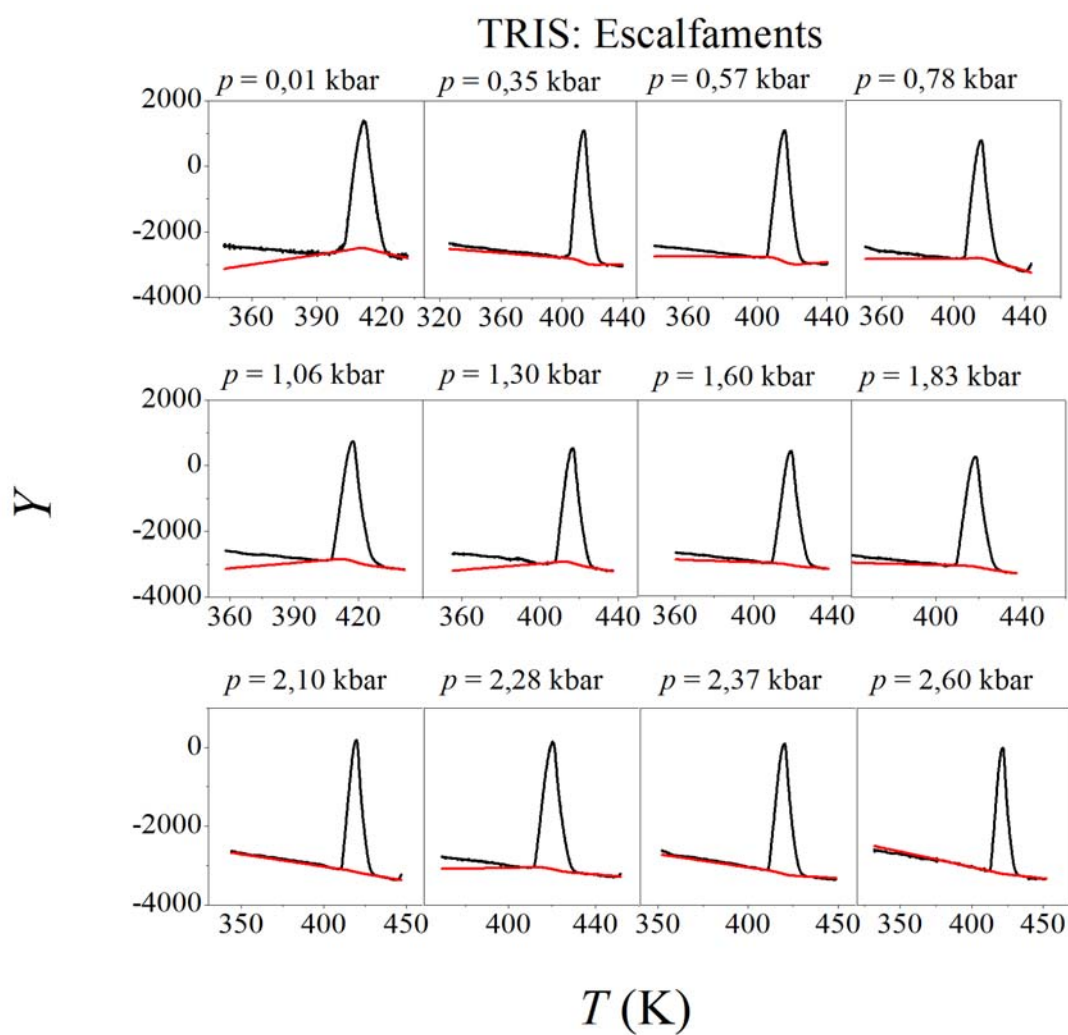 TRIS: Escalfaments
p = 0,01 kbar p = 0,35 kbar p = 0,57 kbar p = 0,78 kbar
2000
0
-2000
-4000
360 390 420 320 360 400 440 360 400 440 360 400 440
p = 1,06 kbar p = 1,30 kbar p = 1,60 kbar p = 1,83 kbar
2000
0
-2000
-4000
360 390 420 360 400 440 360 400 440 400 440
Y
p = 2,10 kbar p = 2,28 kbar p = 2,37 kbar p = 2,60 kbar
0
-2000
-4000
350 400 450 400 450 350 400 450 350 400 450
T (K)